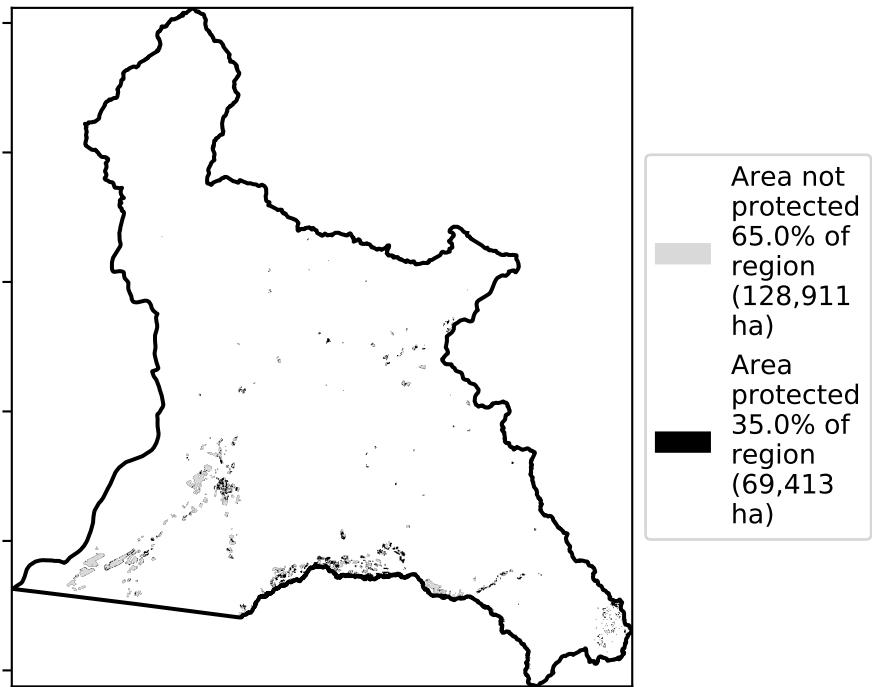 Area not
protected
65.0% of
region
(128,911
ha)
Area
protected
35.0% of
region
(69,413
ha)